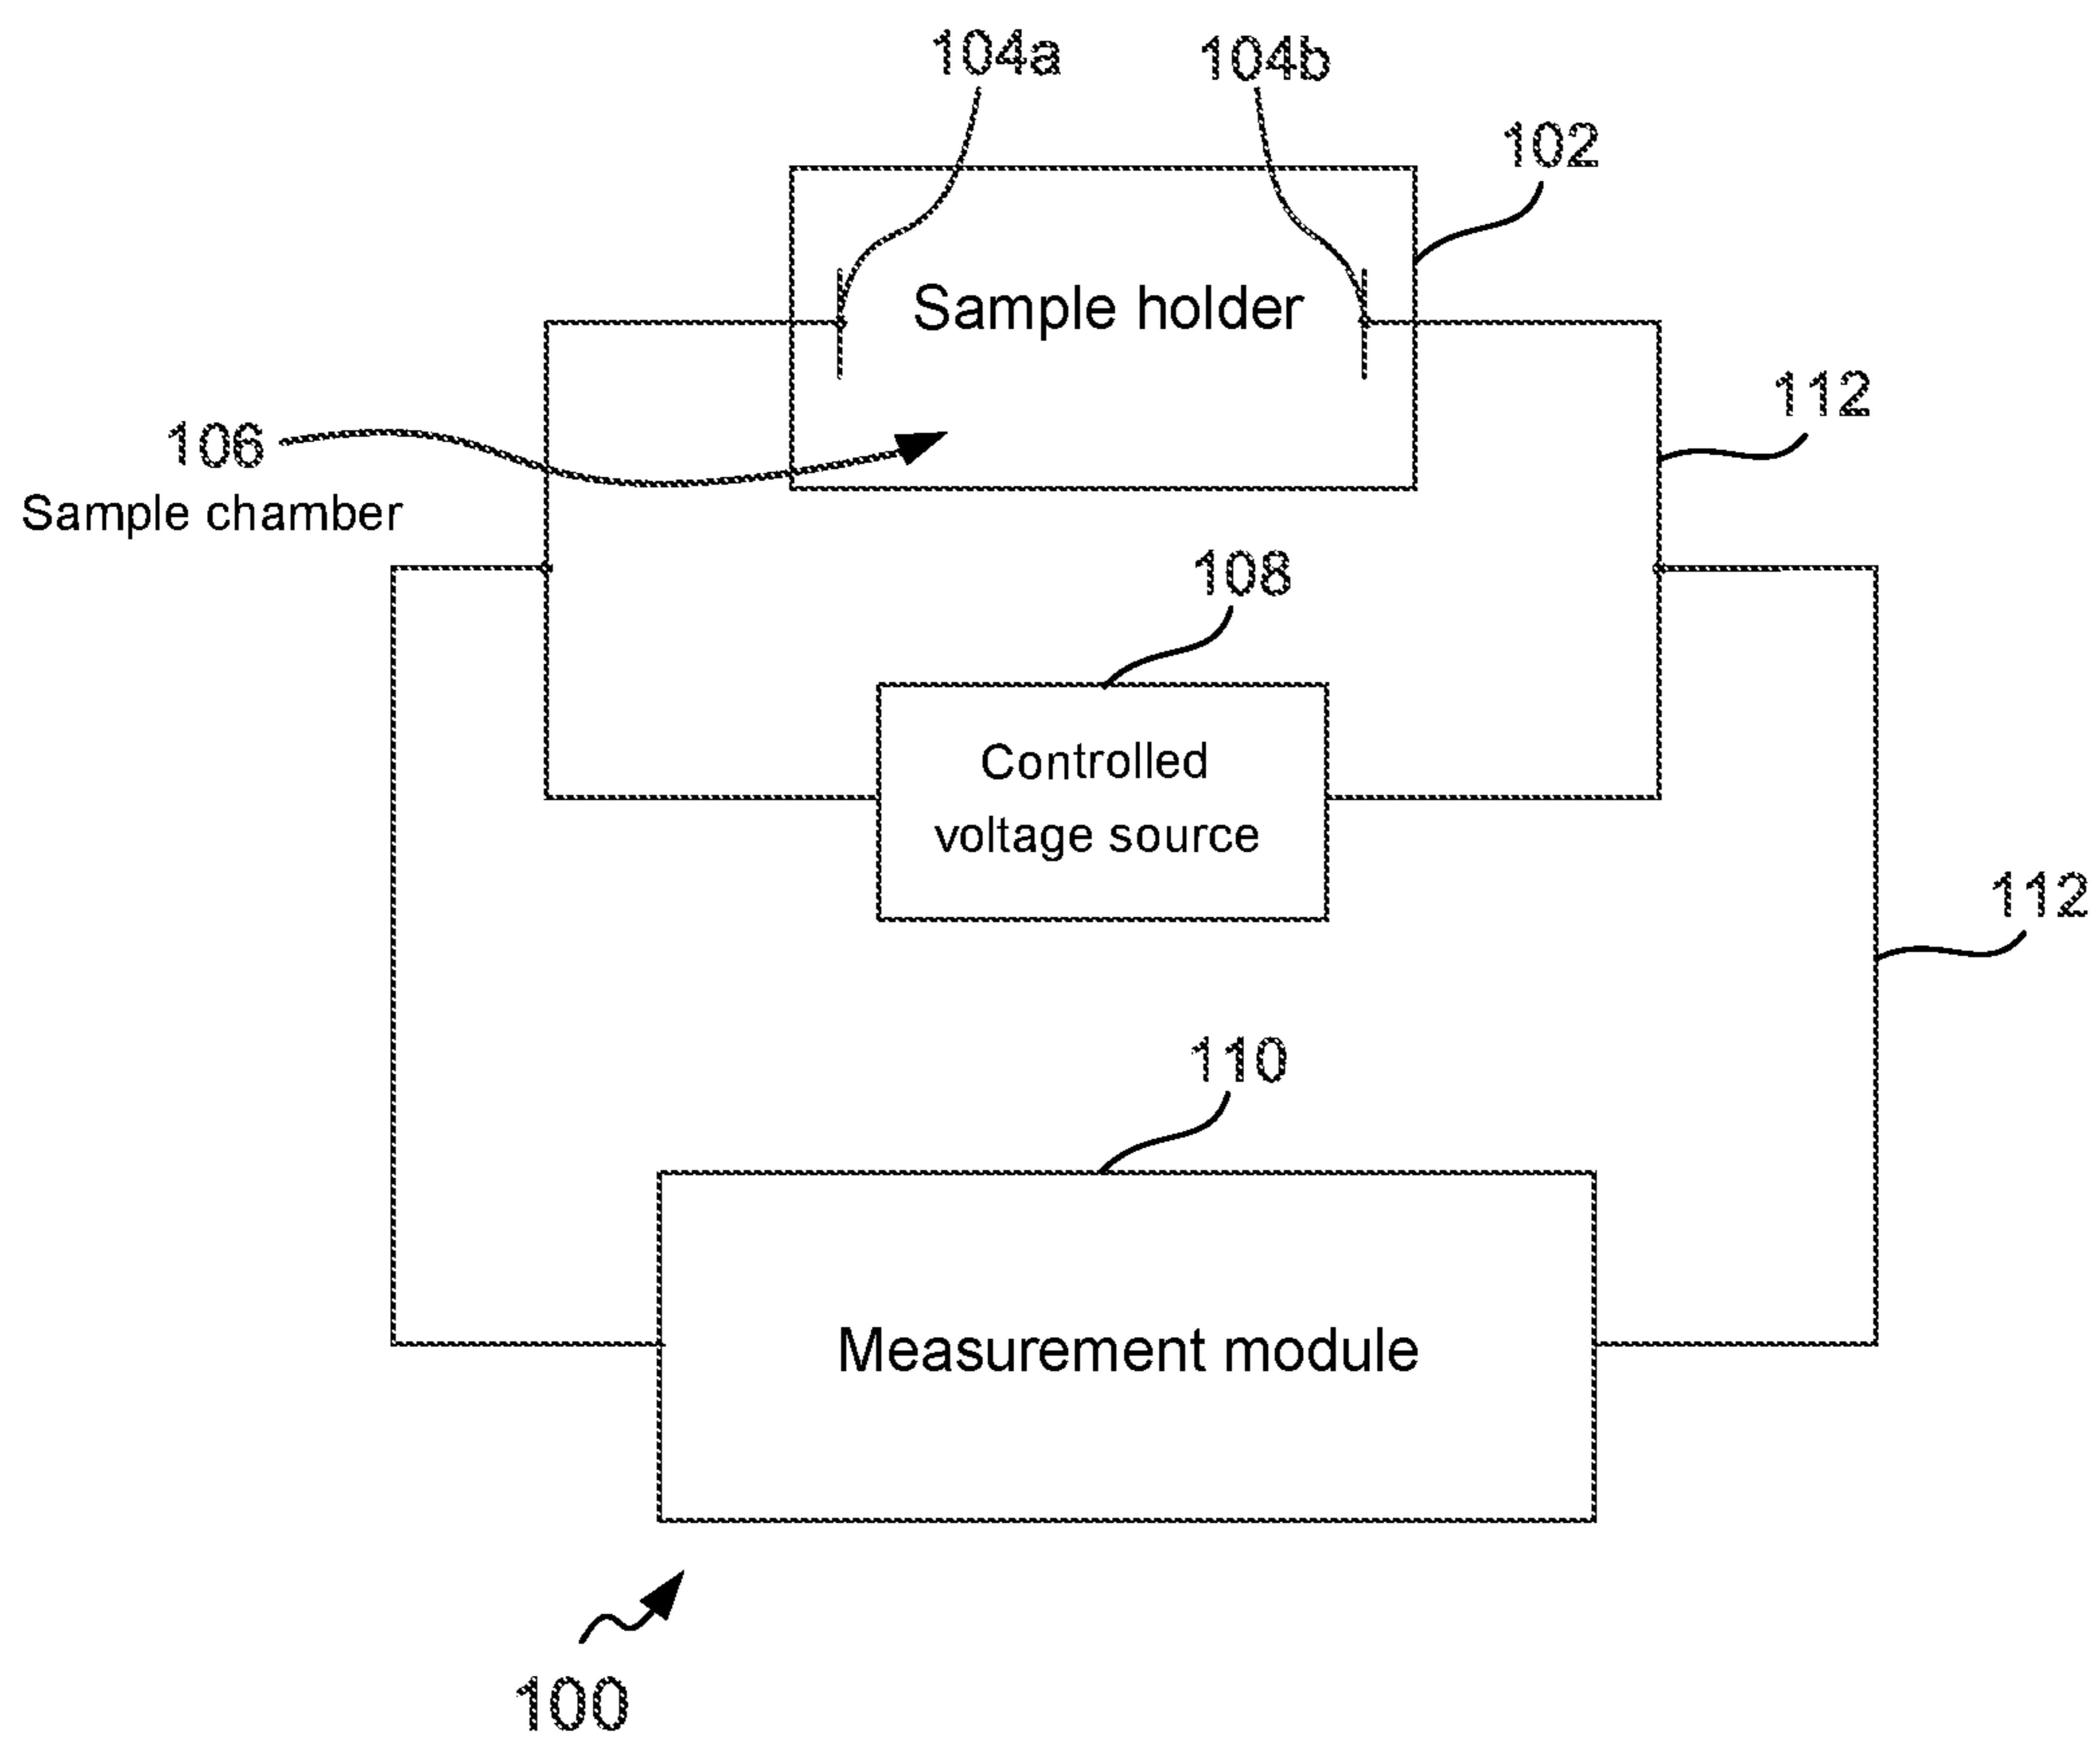 104a
104b
102
Sample holder
112
106
Sample chamber
108
Controlled
voltage source
112
110
Measurement module
100